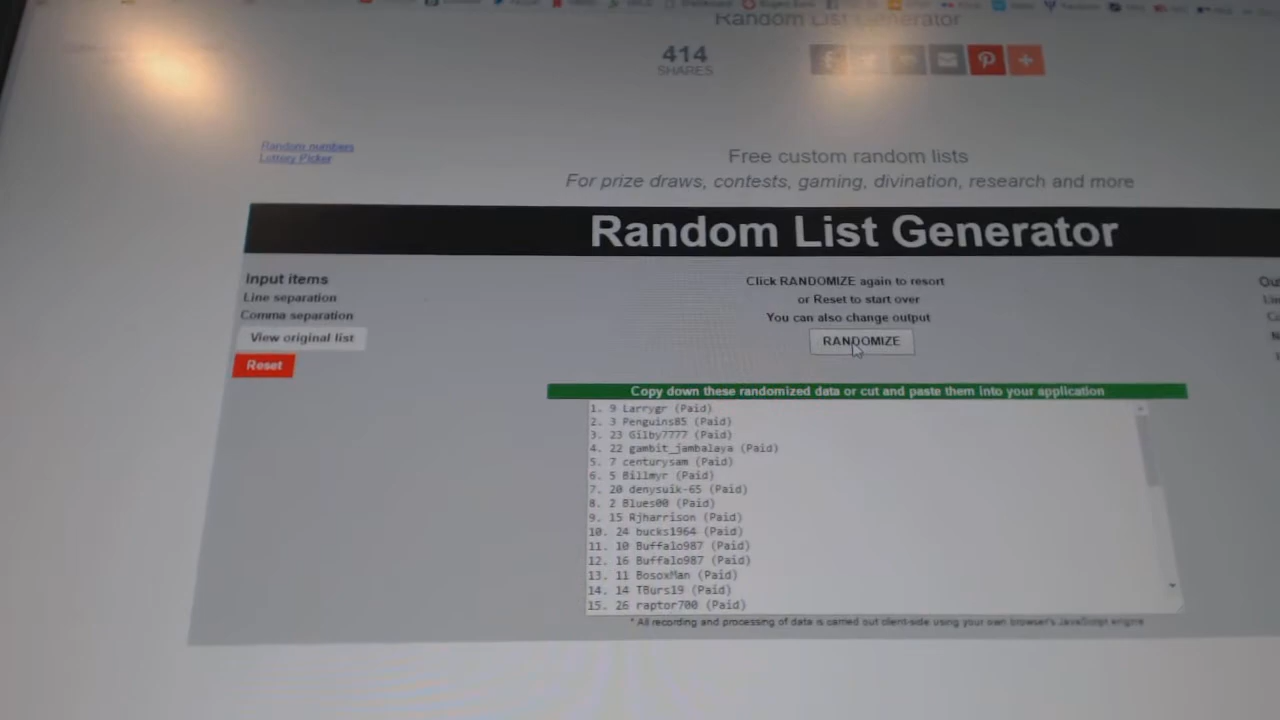 Random List Generator
414
SHARES
Random numbers
Lottery Picker
Free custom random lists
For prize draws, contests, gaming, divination, research and more
Random List Generator
Input items
Line separation
Comma separation
View original list
Reset
Click RANDOMIZE again to resort
or Reset to start over
You can also change output
RANDOMIZE
Copy down these randomized data or cut and paste them into your application
1. 9 Larrygr (Paid)
2. 3 Penguins85 (Paid)
3. 23 Gilby7777 (Paid)
4. 22 gambit_jambalaya (Paid)
5. 7 centurysam (Paid)
6. 5 Billmyr (Paid)
7. 20 denysuik-65 (Paid)
8. 2 Blues00 (Paid)
9. 15 Rjharrison (Paid)
10. 24 bucks1964 (Paid)
11. 10 Buffalo987 (Paid)
12. 16 Buffalo987 (Paid)
13. 11 BosoxMan (Paid)
14. 14 TBurs19 (Paid)
15. 26 raptor700 (Paid)
* All recording and processing of data is carried out client-side using your own browser's JavaScript engine